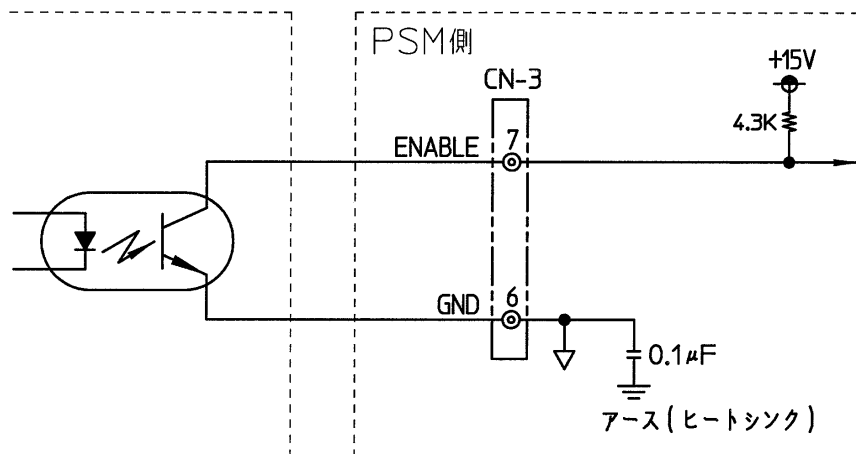 PSM側
+15V
CN-3
4.3K
ENABLE
7
GND
6
0.1μF
アース(ヒートシンク)